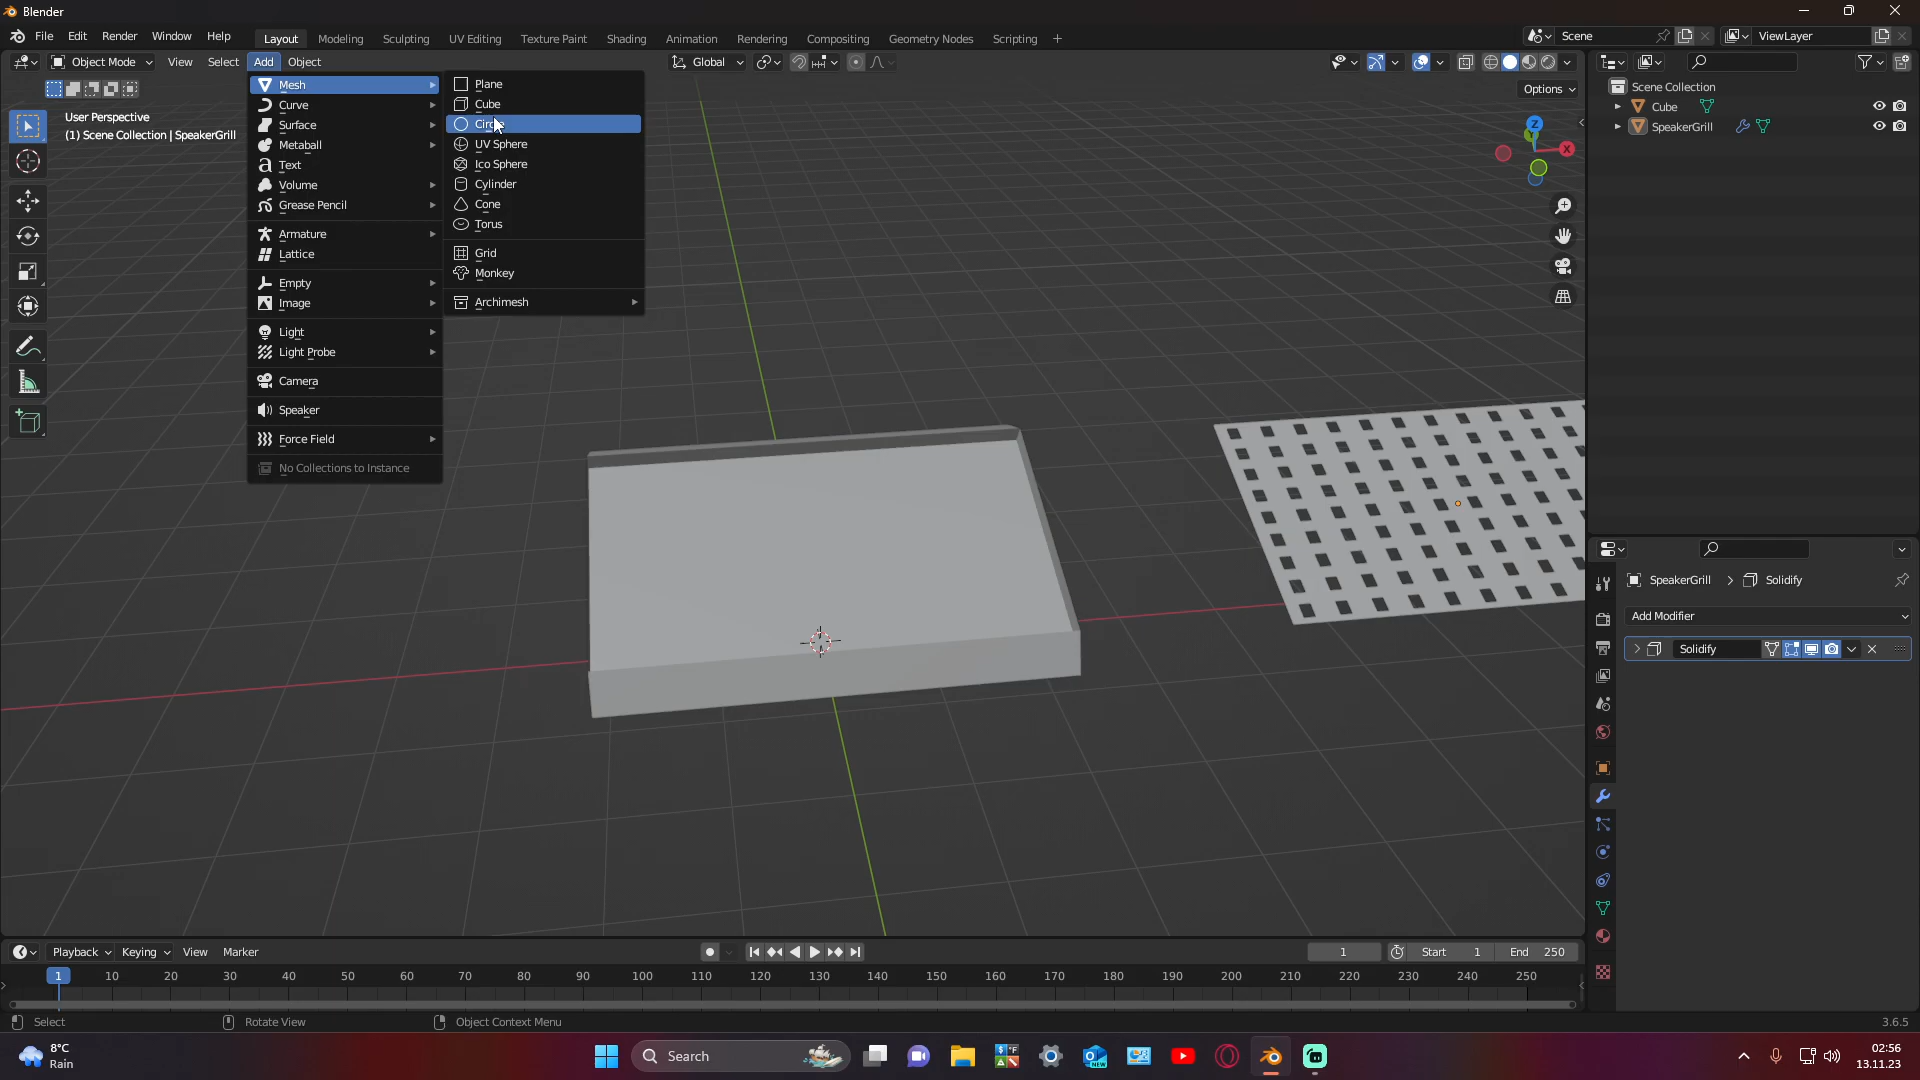 Blender
File Edit Render Window Help Layout Modeling Sculpting UV Editing Texture Paint Shading Animation Rendering Compositing Geometry Nodes Scripting + Scene ViewLayer
Object Mode View Select Add Object Global
Options
User Perspective
(1) Scene Collection | SpeakerGrill
Mesh
Curve
Surface
Metaball
Text
Volume
Grease Pencil
Armature
Lattice
Empty
Image
Light
Light Probe
Camera
Speaker
Force Field
No Collections to Instance
Plane
Cube
Circle
UV Sphere
Ico Sphere
Cylinder
Cone
Torus
Grid
Monkey
Archimesh
Z
X
Scene Collection
Cube
SpeakerGrill
SpeakerGrill > Solidify
Add Modifier
Solidify
Playback Keying View Marker 1 Start 1 End 250
1 10 20 30 40 50 60 70 80 90 100 110 120 130 140 150 160 170 180 190 200 210 220 230 240 250
Select Rotate View Object Context Menu 3.6.5
8°C
Rain
Search
NEW
02:56
13.11.23